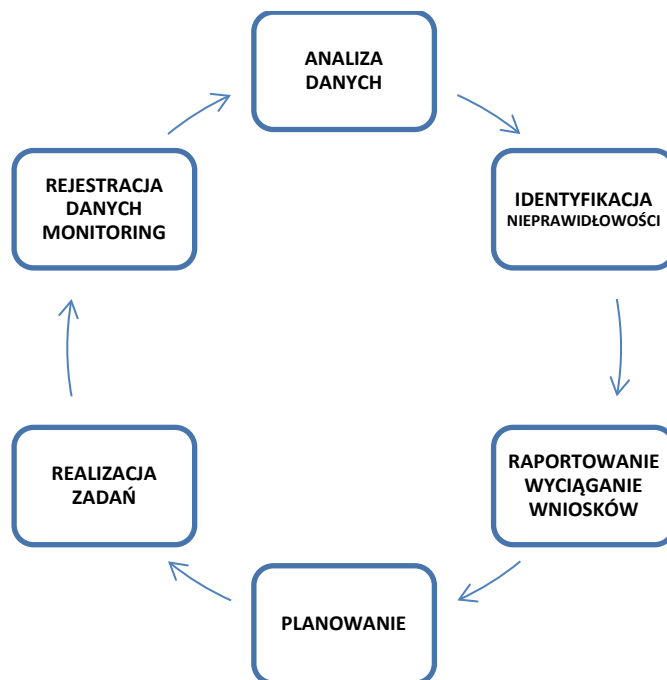 ANALIZA
DANYCH
IDENTYFIKACJA
NIEPRAWIDŁOWOŚCI
RAPORTOWANIE
WYCIĄGANIE
WNIOSKÓW
PLANOWANIE
REALIZACJA
ZADAŃ
REJESTRACJA
DANYCH
MONITORING